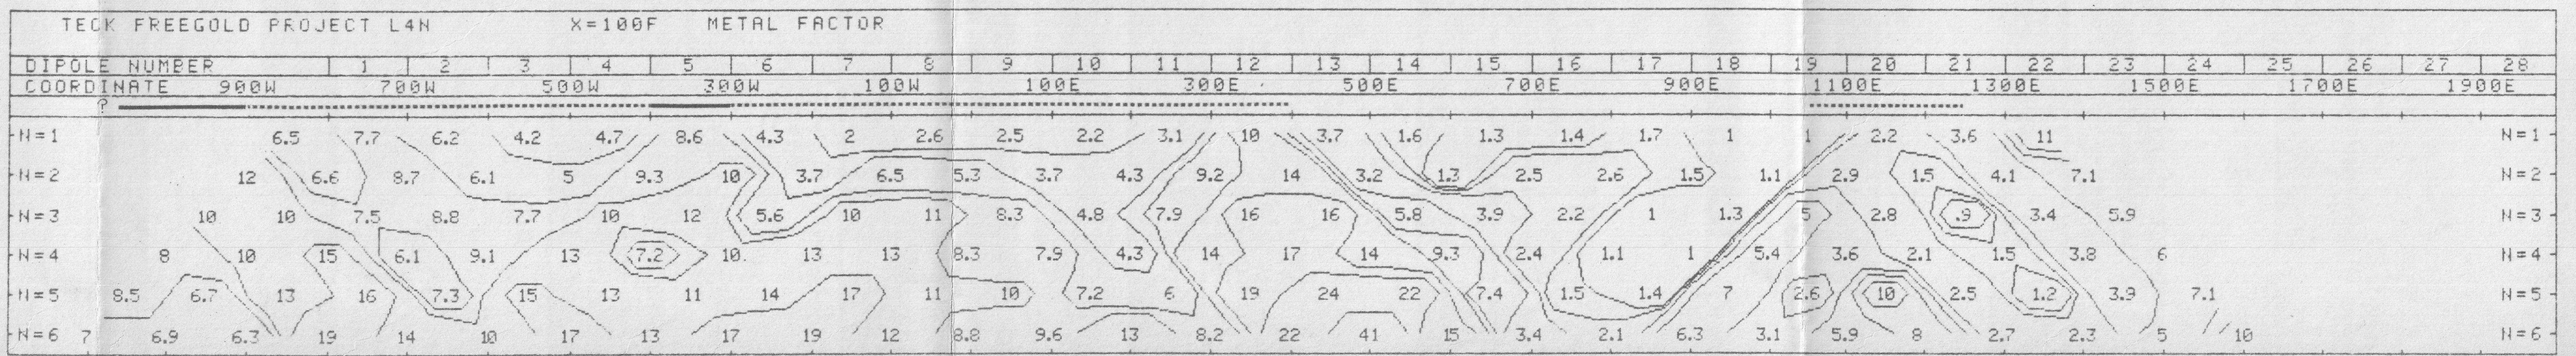 TECK FREEGOLD PROJECT L4N X=100F METAL FACTOR
DIPOLE NUMBER 1 2 3 4 5 6 7 8 9 10 11 12 13 14 15 16 17 18 19 20 21 22 23 24 25 26 27 28
COORDINATE 900W 700W 500W 300W 100W 100E 300E 500E 700E 900E 1100E 1300E 1500E 1700E 1900E
?
N=1 6.5 7.7 6.2 4.2 4.7 8.6 4.3 2 2.6 2.5 2.2 3.1 10 3.7 1.6 1.3 1.4 1.7 1 1 2.2 3.6 11 N=1
N=2 12 6.6 8.7 6.1 5 9.3 10 3.7 6.5 5.3 3.7 4.3 9.2 14 3.2 1.3 2.5 2.6 1.5 1.1 2.9 1.5 4.1 7.1 N=2
N=3 10 10 7.5 8.8 7.7 10 12 5.6 10 11 8.3 4.8 7.9 16 16 5.8 3.9 2.2 1 1.3 5 2.8 .9 3.4 5.9 N=3
N=4 8 10 15 6.1 9.1 13 7.2 10 13 13 8.3 7.9 4.3 14 17 14 9.3 2.4 1.1 1 5.4 3.6 2.1 1.5 3.8 6 N=4
N=5 8.5 6.7 13 16 7.3 15 13 11 14 17 11 10 7.2 6 19 24 22 7.4 1.5 1.4 7 2.6 10 2.5 1.2 3.9 7.1 N=5
N=6 7 6.9 6.3 19 14 10 17 13 17 19 12 8.8 9.6 13 8.2 22 41 15 3.4 2.1 6.3 3.1 5.9 8 2.7 2.3 5 10 N=6